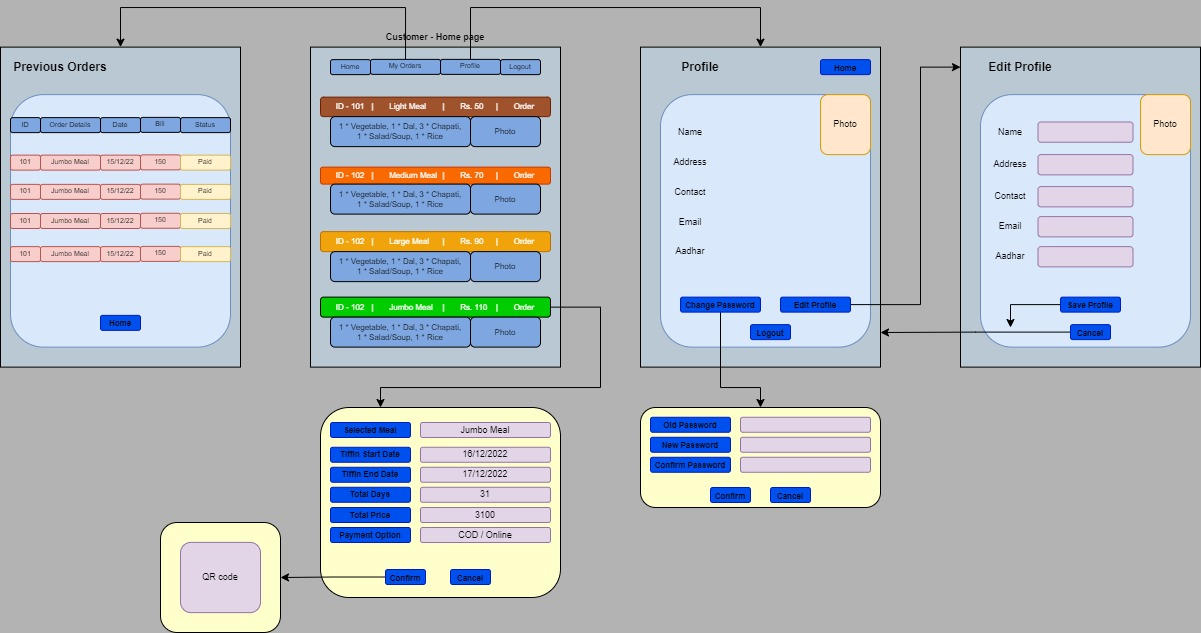 Customer - Home page
Previous Orders
ID Order Details Date Bill Status
101 Jumbo Meal 15/12/22 150 Paid
101 Jumbo Meal 15/12/22 150 Paid
101 Jumbo Meal 15/12/22 150 Paid
101 Jumbo Meal 15/12/22 150 Paid
Home
Home My Orders Profile Logout
ID - 101 | Light Meal | Rs. 50 | Order
1 * Vegetable, 1 * Dal, 3 * Chapati,
1 * Salad/Soup, 1 * Rice
Photo
ID - 102 | Medium Meal | Rs. 70 | Order
1 * Vegetable, 1 * Dal, 3 * Chapati,
1 * Salad/Soup, 1 * Rice
Photo
ID - 102 | Large Meal | Rs. 90 | Order
1 * Vegetable, 1 * Dal, 3 * Chapati,
1 * Salad/Soup, 1 * Rice
Photo
ID - 102 | Jumbo Meal | Rs. 110 | Order
1 * Vegetable, 1 * Dal, 3 * Chapati,
1 * Salad/Soup, 1 * Rice
Photo
Profile
Home
Photo
Name
Address
Contact
Email
Aadhar
Change Password
Edit Profile
Logout
Edit Profile
Photo
Name
Address
Contact
Email
Aadhar
Save Profile
Cancel
Selected Meal Jumbo Meal
Tiffin Start Date 16/12/2022
Tiffin End Date 17/12/2022
Total Days 31
Total Price 3100
Payment Option COD / Online
Confirm Cancel
QR code
Old Password
New Password
Confirm Password
Confirm Cancel